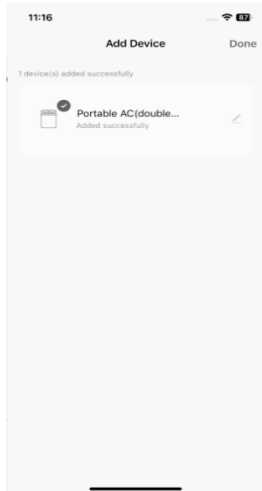 11:16
87
Add Device
Done
1 device(s) added successfully
Portable AC(double...
Added successfully